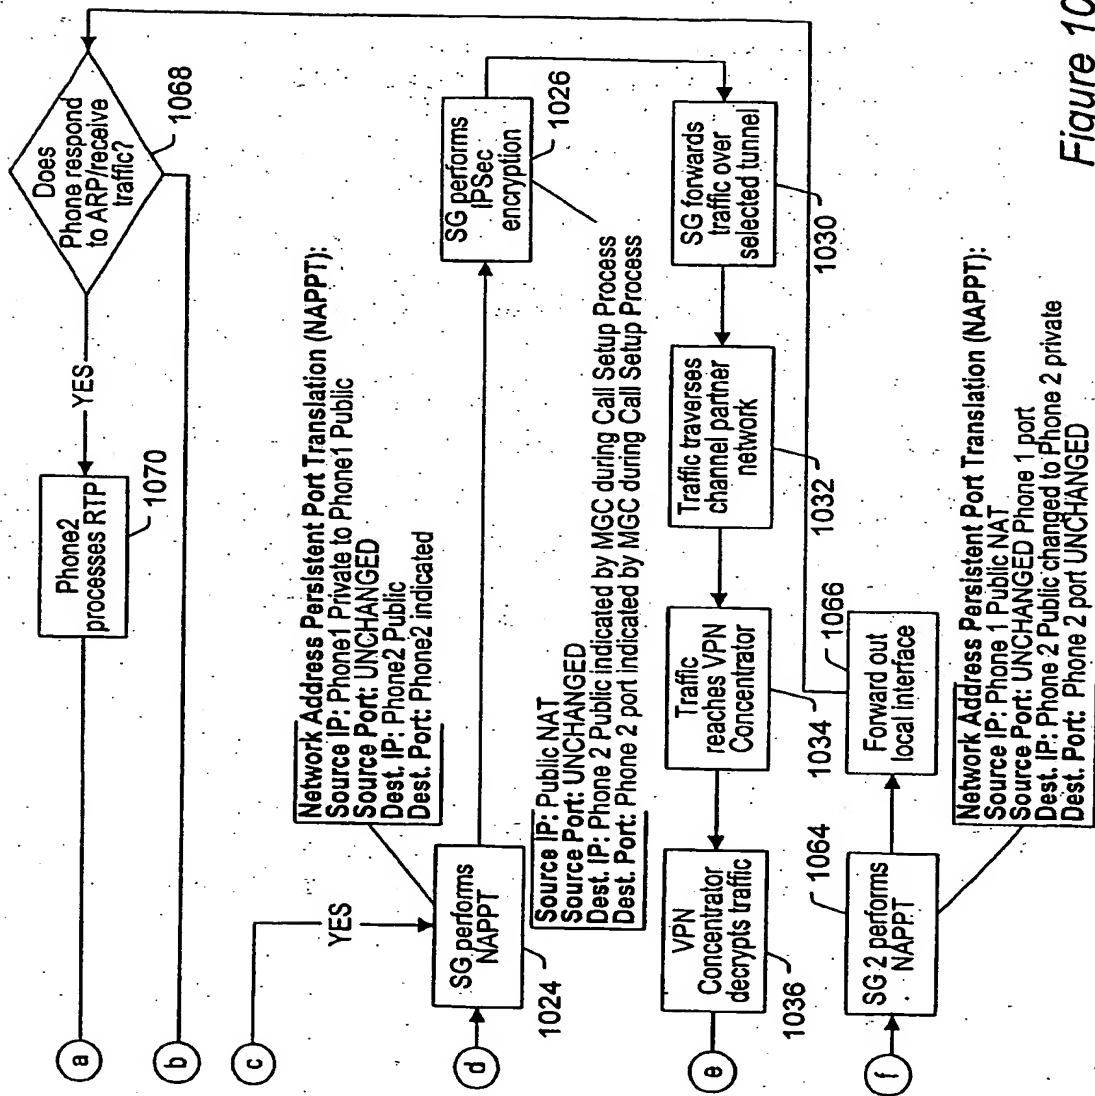 Does
Phone respond
to ARP/receive
traffic?
1068
YES
Phone2
processes RTP
1070
a
b
c
YES
Network Address Persistent Port Translation (NAPPT):
Source IP: Phone1 Private to Phone1 Public
Source Port: UNCHANGED
Dest. IP: Phone2 Public
Dest. Port: Phone2 indicated
d
SG performs
NAPPT
1024
SG performs
IPSec
encryption
1026
Source IP: Public NAT
Source Port: UNCHANGED
Dest. IP: Phone 2 Public indicated by MGC during Call Setup Process
Dest. Port: Phone 2 port indicated by MGC during Call Setup Process
SG forwards
traffic over
selected tunnel
1030
Traffic traverses
channel partner
network
1032
Traffic
reaches VPN
Concentrator
1034
VPN
Concentrator
decrypts traffic
1036
e
f
SG 2 performs
NAPPT
1064
Forward out
local interface
1066
Network Address Persistent Port Translation (NAPPT):
Source IP: Phone 1 Public NAT
Source Port: UNCHANGED Phone 1 port
Dest. IP: Phone 2 Public changed to Phone 2 private
Dest. Port: Phone 2 port UNCHANGED
Figure 10